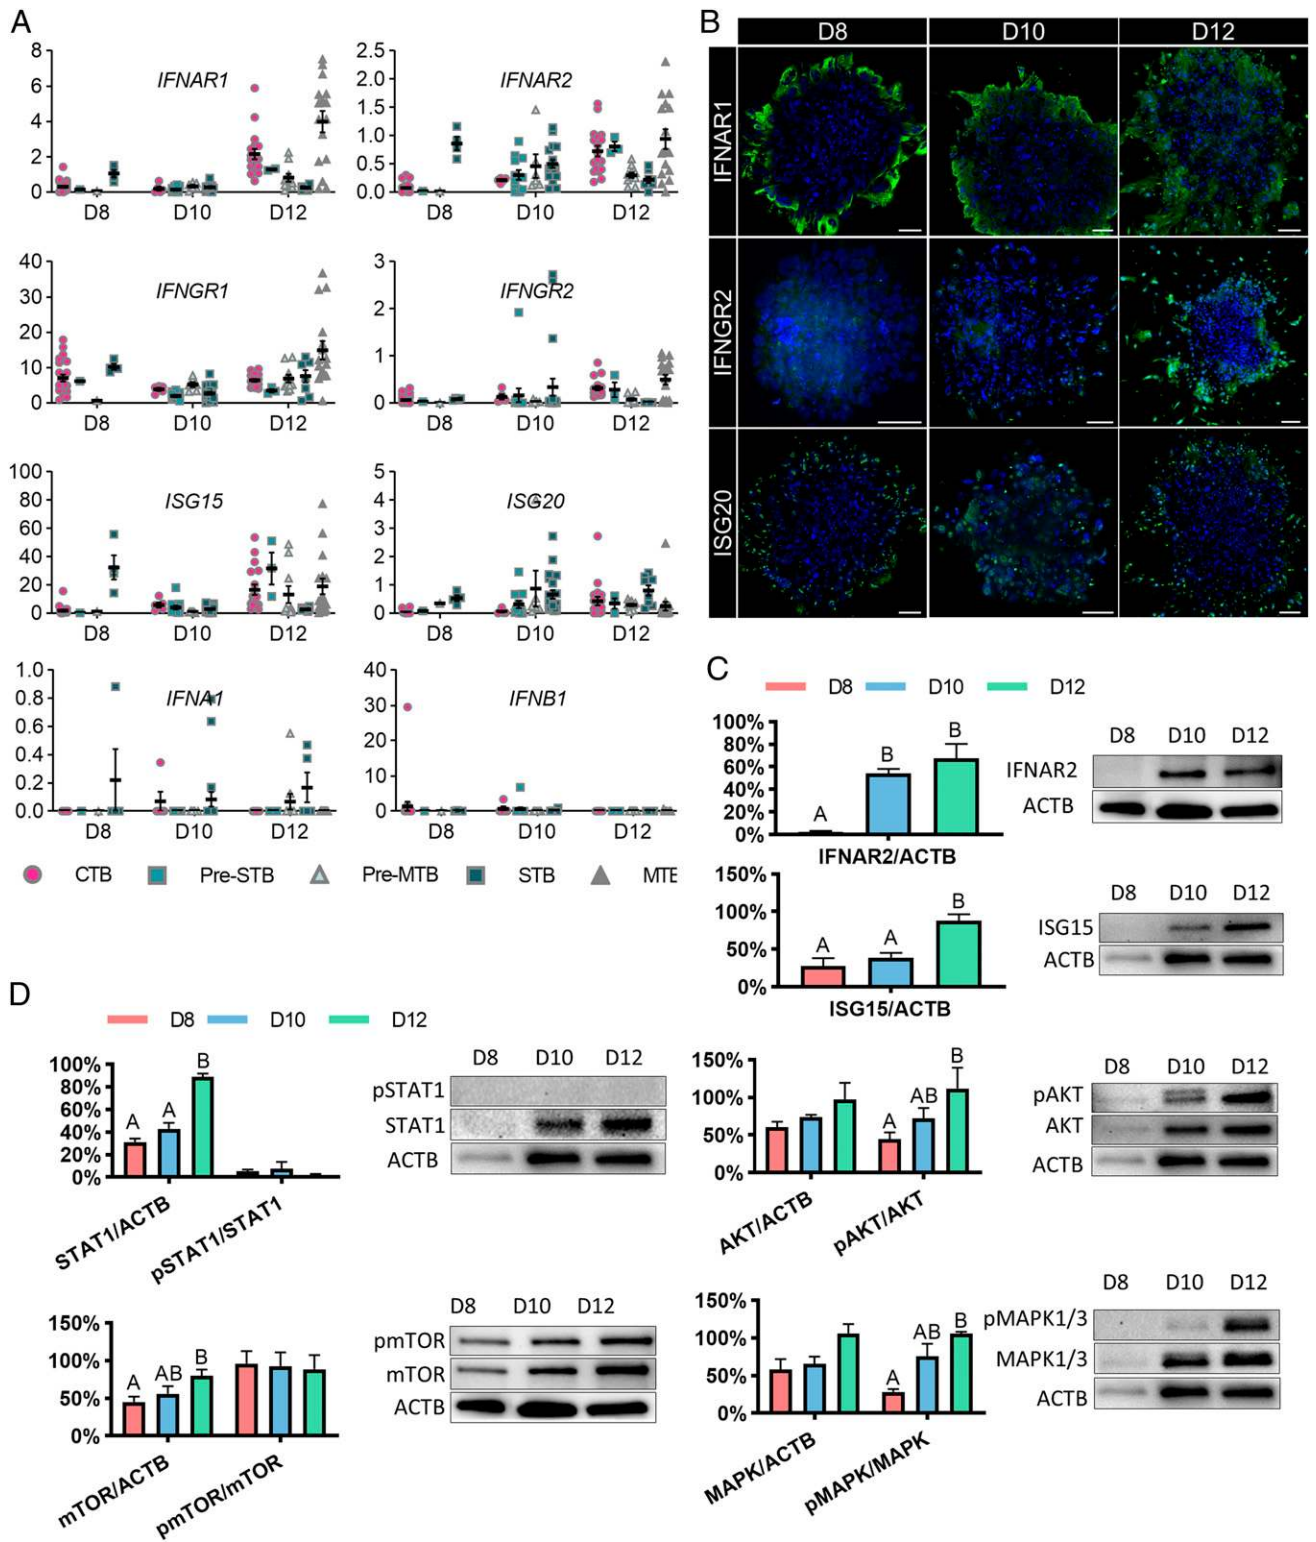 A
IFNAR1
8
6
4
2
0
D8 D10 D12
IFNAR2
2.5
2.0
1.5
1.0
0.5
0.0
D8 D10 D12
IFNGR1
40
30
20
10
0
D8 D10 D12
IFNGR2
3
2
1
0
D8 D10 D12
ISG15
100
80
60
40
20
0
D8 D10 D12
ISG20
5
4
3
2
1
0
D8 D10 D12
IFNA1
1.0
0.8
0.6
0.4
0.2
0.0
D8 D10 D12
IFNB1
40
30
20
10
0
D8 D10 D12
CTB Pre-STB Pre-MTB STB MTE
B
D8 D10 D12
IFNAR1
IFNGR2
ISG20
C
D8 D10 D12
100%
80%
60%
40%
20%
0%
A B B
IFNAR2/ACTB
D8 D10 D12
IFNAR2
ACTB
150%
100%
50%
0%
A A B
ISG15/ACTB
D8 D10 D12
ISG15
ACTB
D
D8 D10 D12
100%
80%
60%
40%
20%
0%
A A B
STAT1/ACTB
pSTAT1/STAT1
D8 D10 D12
pSTAT1
STAT1
ACTB
150%
100%
50%
0%
A AB B
AKT/ACTB
pAKT/AKT
D8 D10 D12
pAKT
AKT
ACTB
150%
100%
50%
0%
A AB B
mTOR/ACTB
pmTOR/mTOR
D8 D10 D12
pmTOR
mTOR
ACTB
150%
100%
50%
0%
A AB B
MAPK/ACTB
pMAPK/MAPK
D8 D10 D12
pMAPK1/3
MAPK1/3
ACTB